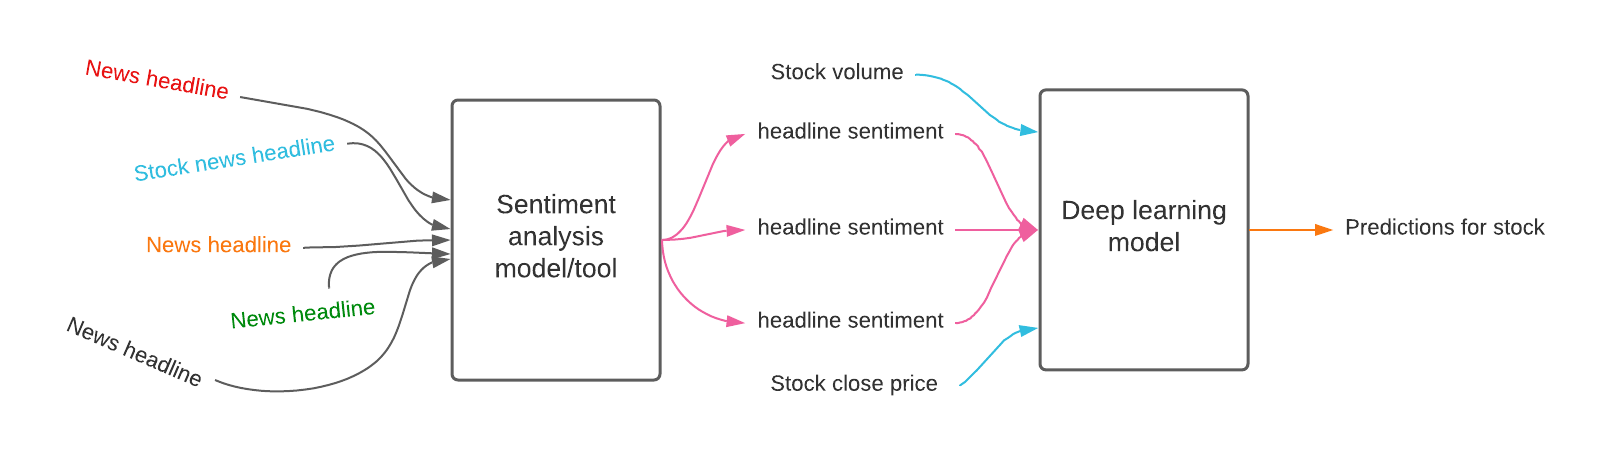 News headline
Stock news headline
News headline
News headline
News headline
Sentiment
analysis
model/tool
Stock volume
headline sentiment
headline sentiment
headline sentiment
Stock close price
Deep learning
model
Predictions for stock